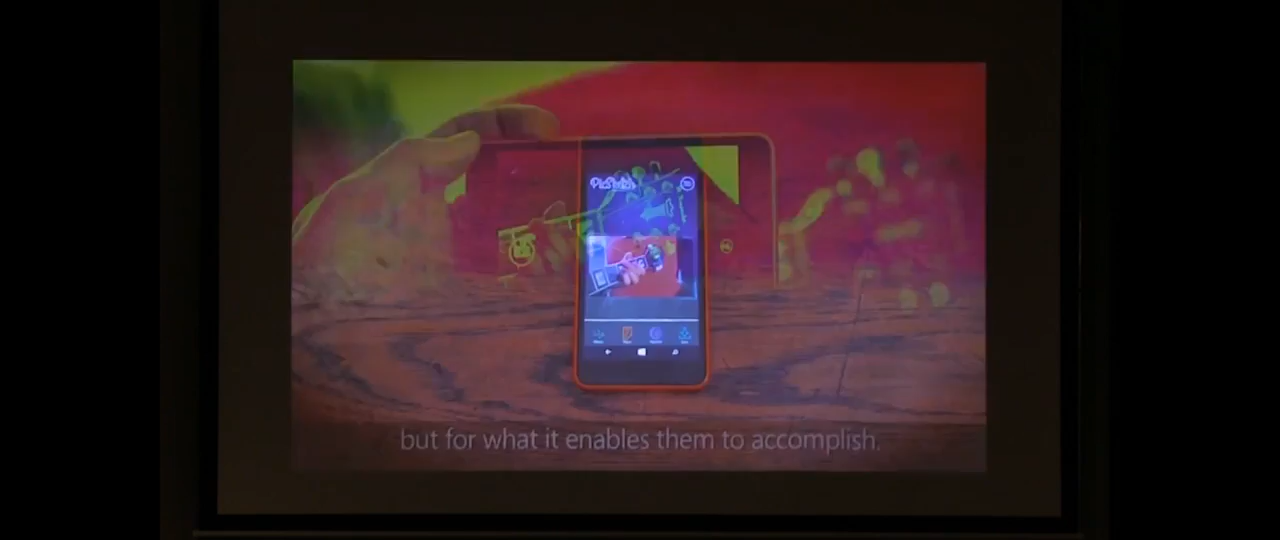 but for what it enables them to accomplish.